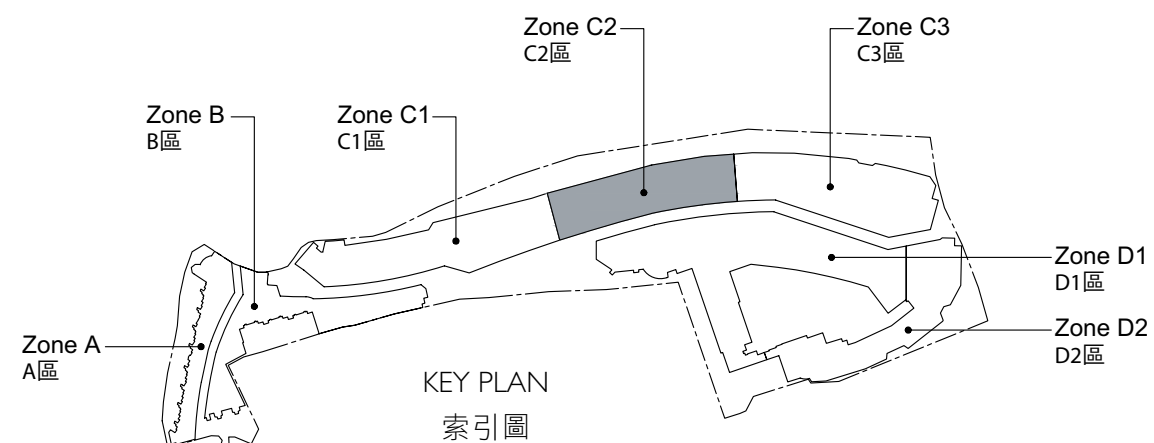 Zone C2
C2區
Zone C3
C3區
Zone B
B區
Zone C1
C1區
Zone D1
D1區
Zone D2
D2區
Zone A
A區
KEY PLAN
索引圖